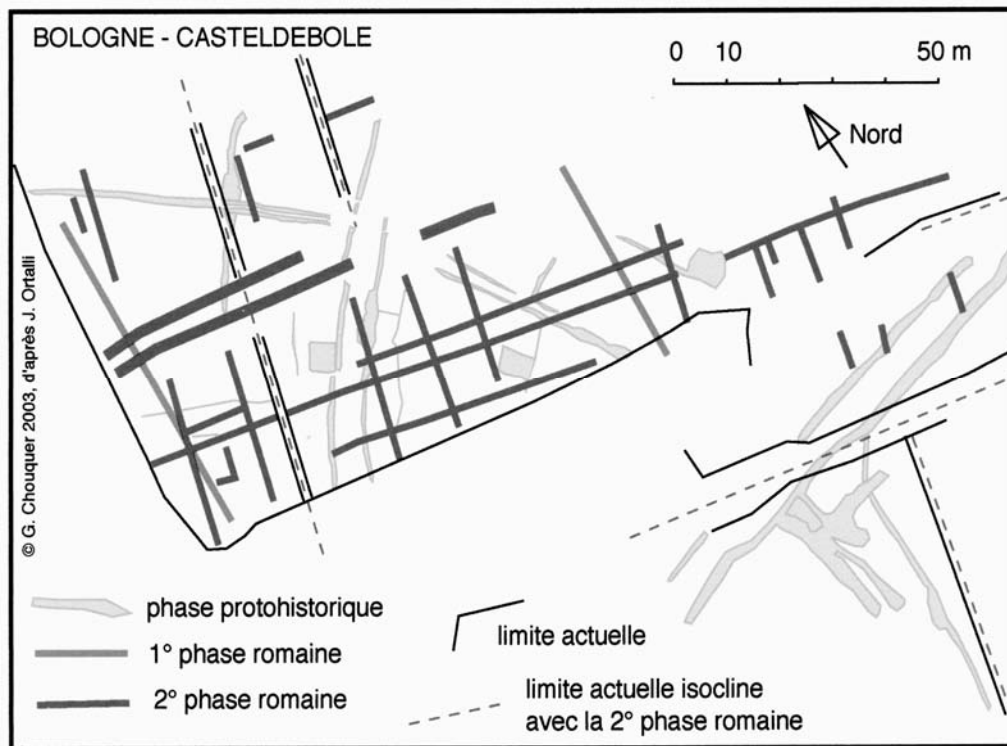 BOLOGNE - CASTELDEBOLE
0 10 50 m
Nord
© G. Chouquer 2003, d'après J. Ortalli
phase protohistorique
1° phase romaine
2° phase romaine
limite actuelle
limite actuelle isocline
avec la 2° phase romaine